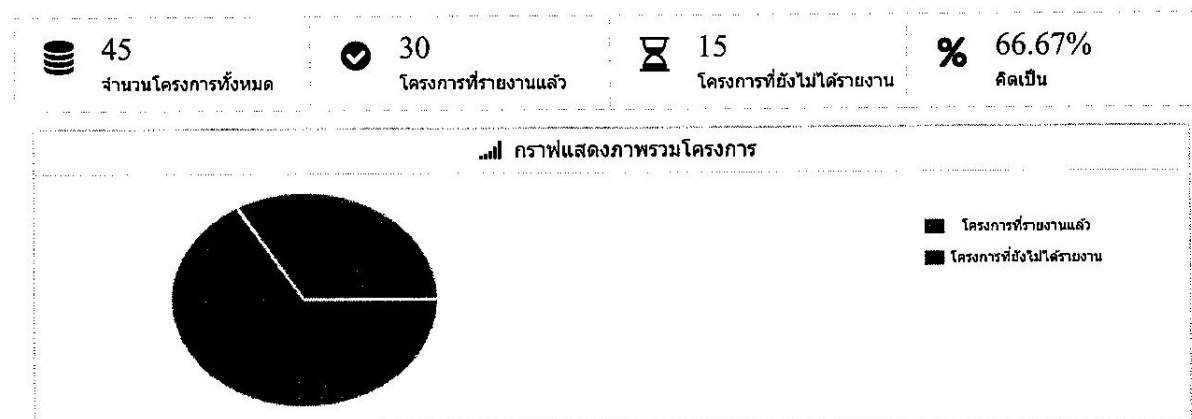 45
จำนวนโครงการทั้งหมด
30
โครงการที่รายงานแล้ว
15
โครงการที่ยังไม่ได้รายงาน
% 66.67%
คิดเป็น
กราฟแสดงภาพรวมโครงการ
โครงการที่รายงานแล้ว
โครงการที่ยังไม่ได้รายงาน